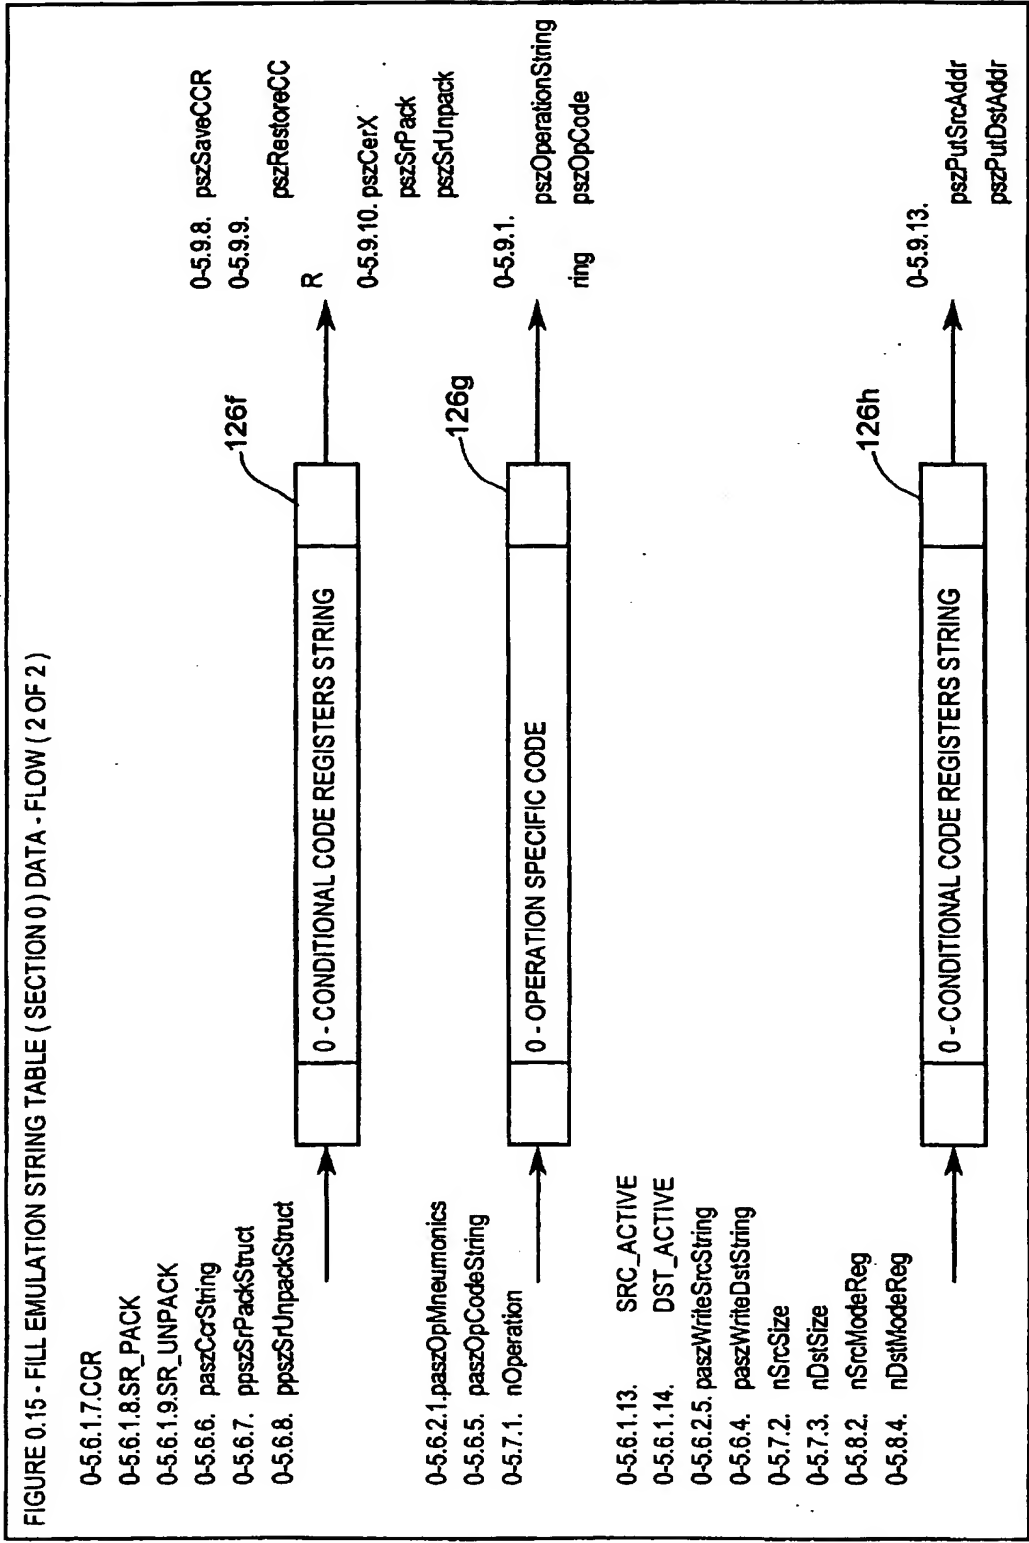 FIGURE 0.15 - FILL EMULATION STRING TABLE ( SECTION 0 ) DATA - FLOW ( 2 OF 2 )
0-5.6.1.7.CCR
0-5.6.1.8.SR_PACK
0-5.6.1.9.SR_UNPACK
0-5.6.6. paszCcrString
0-5.6.7. ppszSrPackStruct
0-5.6.8. ppszSrUnpackStruct
0 - CONDITIONAL CODE REGISTERS STRING
126f
0-5.9.8. pszSaveCCR
0-5.9.9.
pszRestoreCC
R
0-5.9.10. pszCerX
pszSrPack
pszSrUnpack
0-5.6.2.1.paszOpMneumonics
0-5.6.5. paszOpCodeString
0-5.7.1. nOperation
0 - OPERATION SPECIFIC CODE
126g
0-5.9.1.
pszOperationString
ring pszOpCode
0-5.6.1.13. SRC_ACTIVE
0-5.6.1.14. DST_ACTIVE
0-5.6.2.5. paszWriteSrcString
0-5.6.4. paszWriteDstString
0-5.7.2. nSrcSize
0-5.7.3. nDstSize
0-5.8.2. nSrcModeReg
0-5.8.4. nDstModeReg
0 - CONDITIONAL CODE REGISTERS STRING
126h
0-5.9.13.
pszPutSrcAddr
pszPutDstAddr